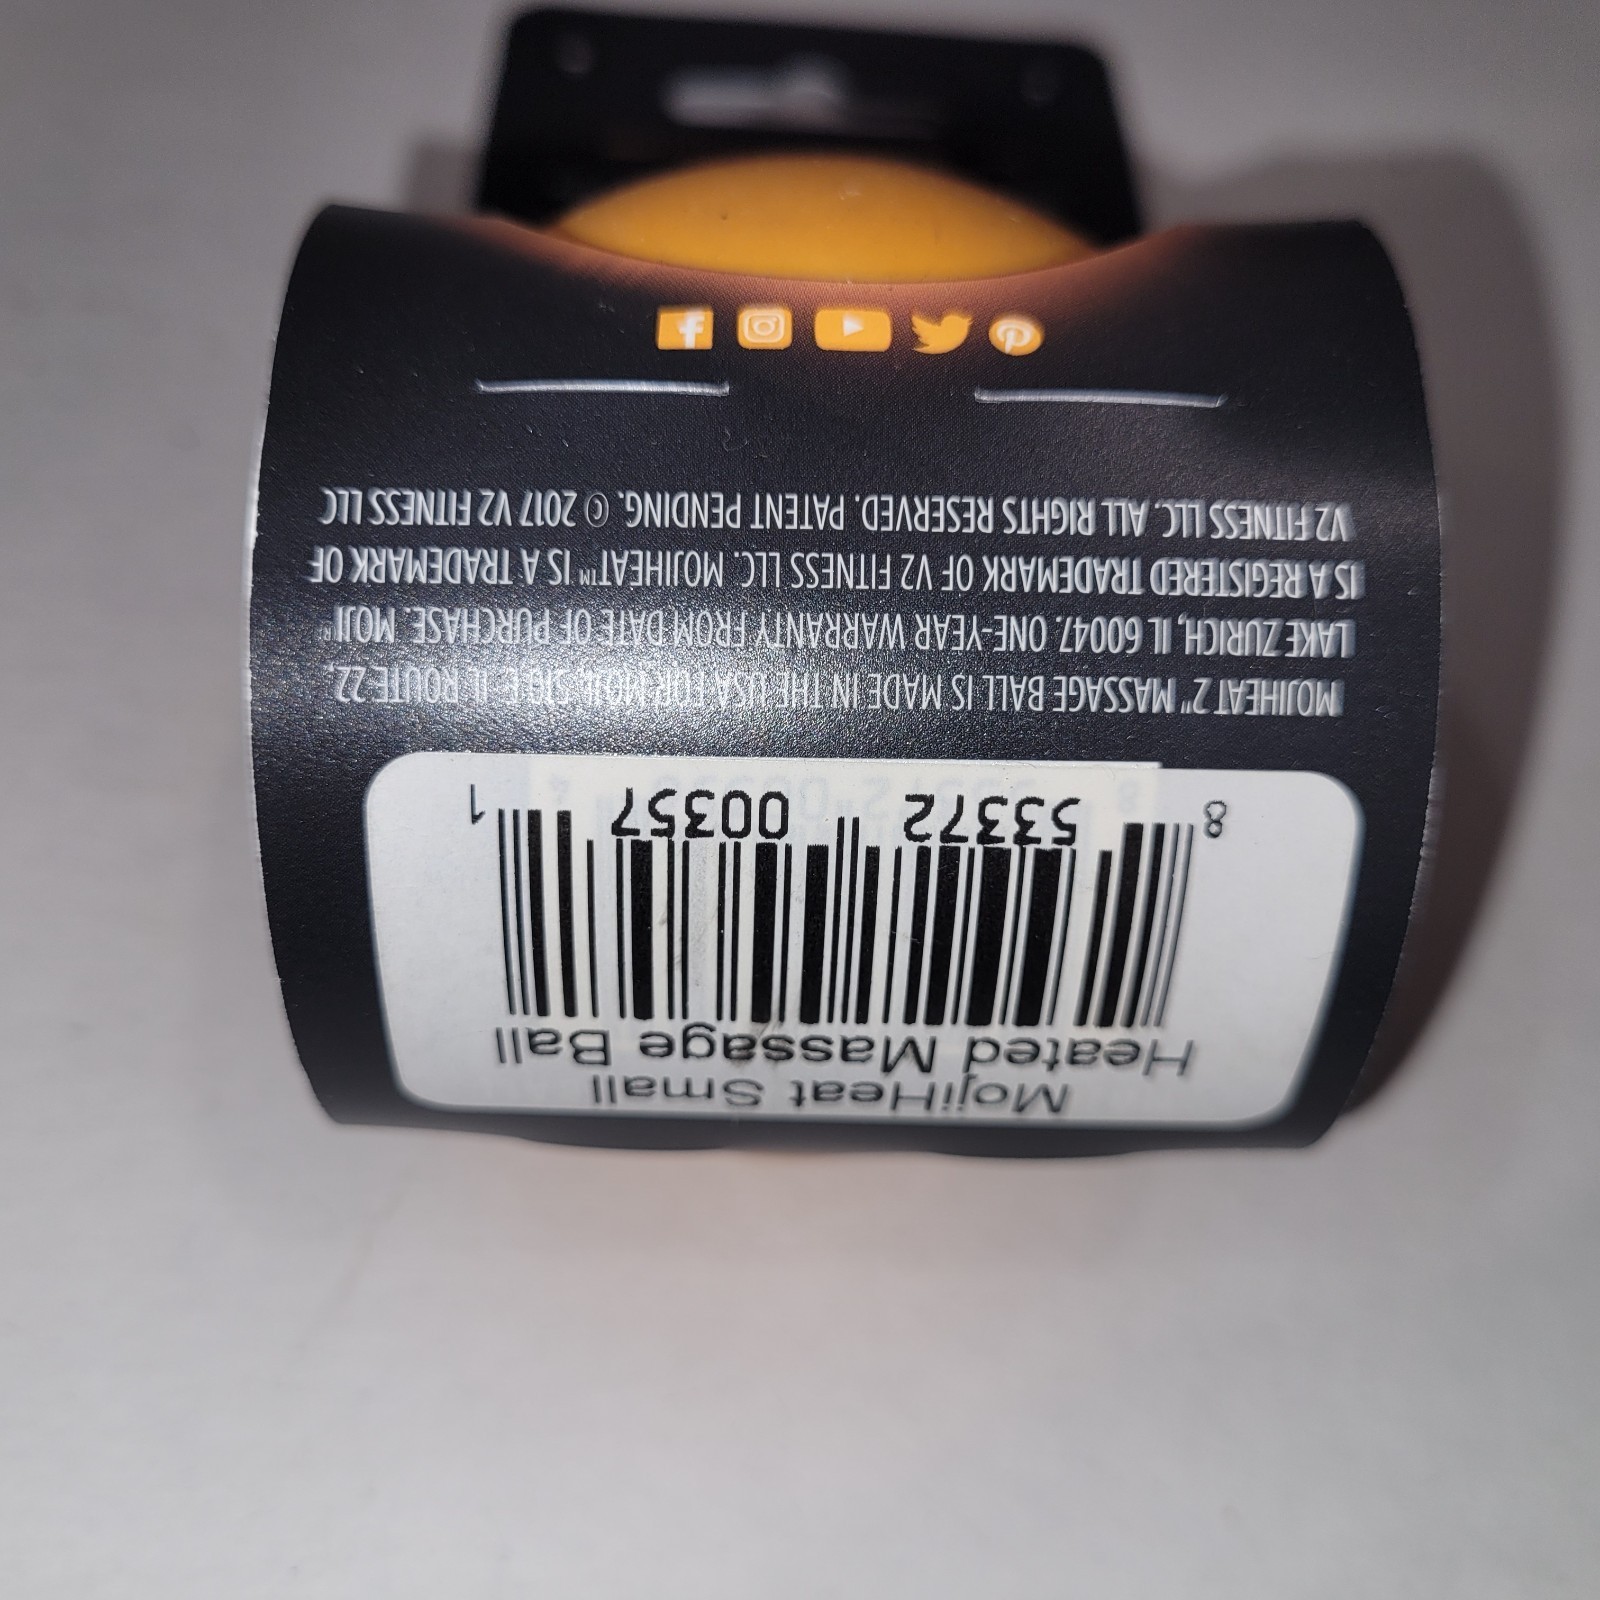 MojiHeat Small
Heated Massage Ball
8 53372 00357 1
MOJIHEAT 2" MASSAGE BALL IS MADE IN THE USA FOR MOJI, E. IL ROUTE 22,
LAKE ZURICH, IL 60047. ONE-YEAR WARRANTY FROM DATE OF PURCHASE. MOJI®
IS A REGISTERED TRADEMARK OF V2 FITNESS LLC. MOJIHEAT™ IS A TRADEMARK OF
V2 FITNESS LLC. ALL RIGHTS RESERVED. PATENT PENDING. © 2017 V2 FITNESS LLC